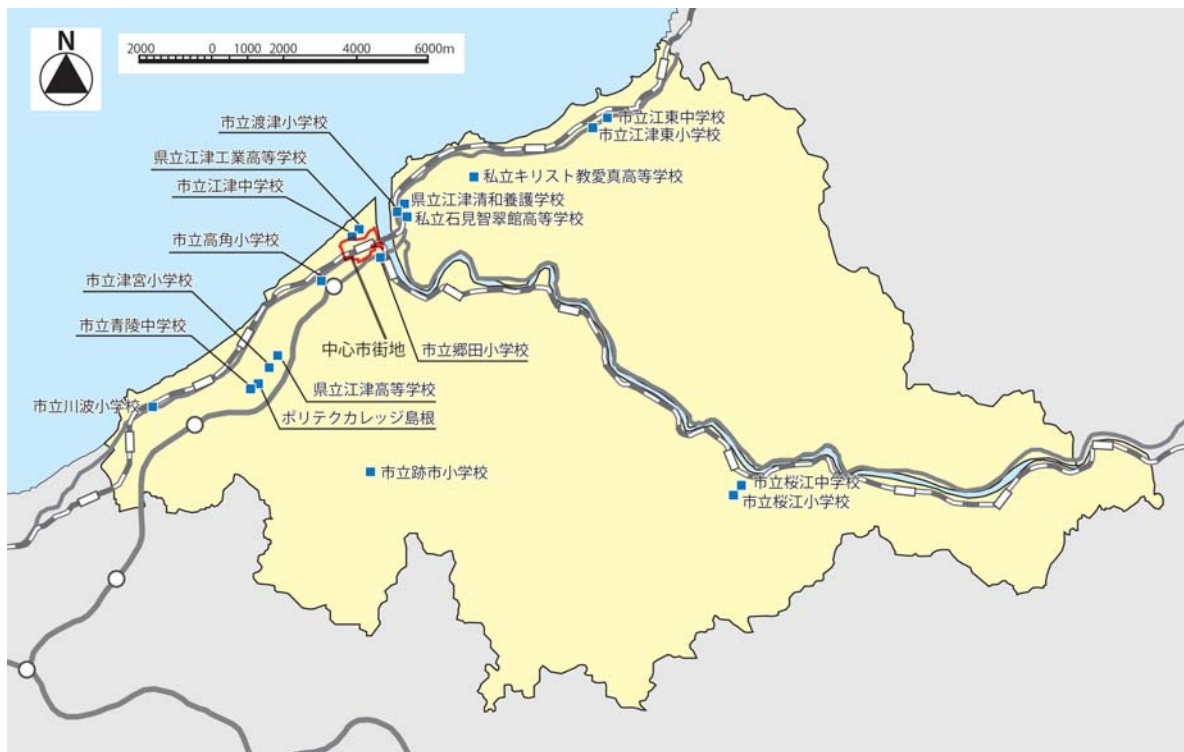 N
2000 0 1000 2000 4000 6000m
市立江東中学校
市立渡津小学校
市立江津東小学校
県立江津工業高等学校
私立キリスト教愛真高等学校
市立江津中学校
県立江津清和養護学校
私立石見智翠館高等学校
市立高角小学校
市立津宮小学校
市立青陵中学校
中心市街地
市立郷田小学校
県立江津高等学校
市立川波小学校
ポリテクカレッジ島根
市立跡市小学校
市立桜江中学校
市立桜江小学校